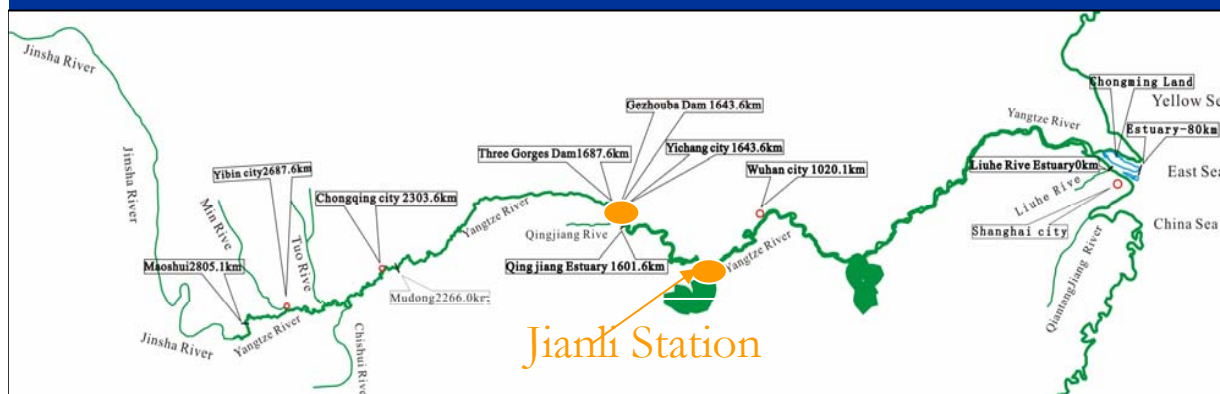 Jinsha River
Jinsha River
Jinsha River
Maoshui2805.1km
Min Rive
Yibin city2687.6km
Yangtze River
Tuo Rive
Chishui River
Chongqing city 2303.6km
Mudong2266.0km
Yangtze River
Three Gorges Dam1687.6km
Gezhouba Dam 1643.6km
Yichang city 1643.6km
Qingjiang Rive
Qing jiang Estuary 1601.6km
Jianli Station
Yangtze River
Wuhan city 1020.1km
Yangtze River
Chongming Land
Yellow Se
Estuary-80km
Liuhe Rive Estuary0km
East Sea
Liuhe Rive
Shanghai city
China Sea
QiantangJiang River